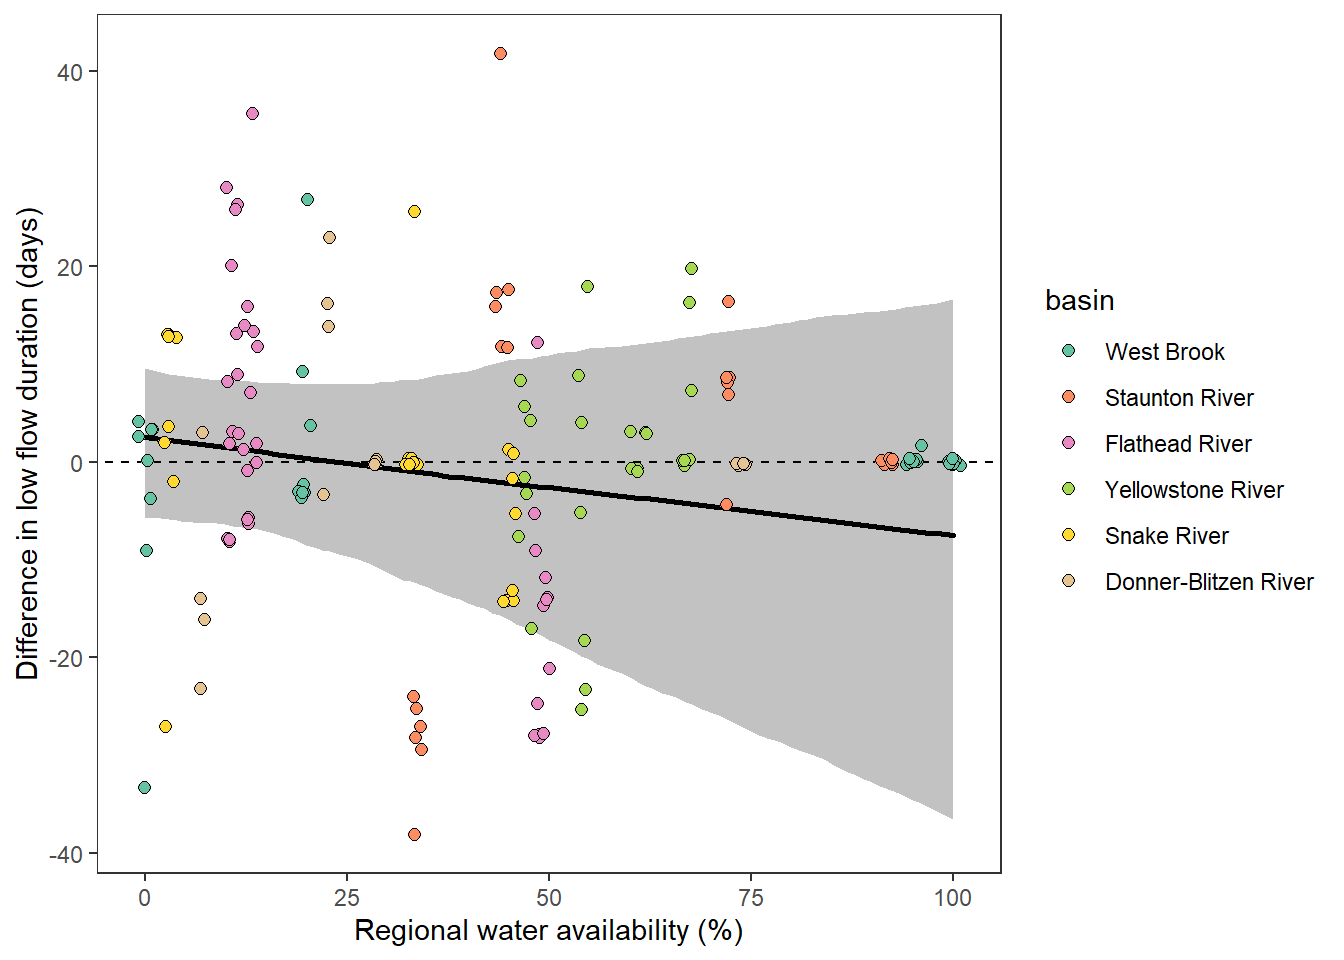 Difference in low flow duration (days)
40
20
0
-20
-40
0
25
50
75
100
Regional water availability (%)
basin
West Brook
Staunton River
Flathead River
Yellowstone River
Snake River
Donner-Blitzen River